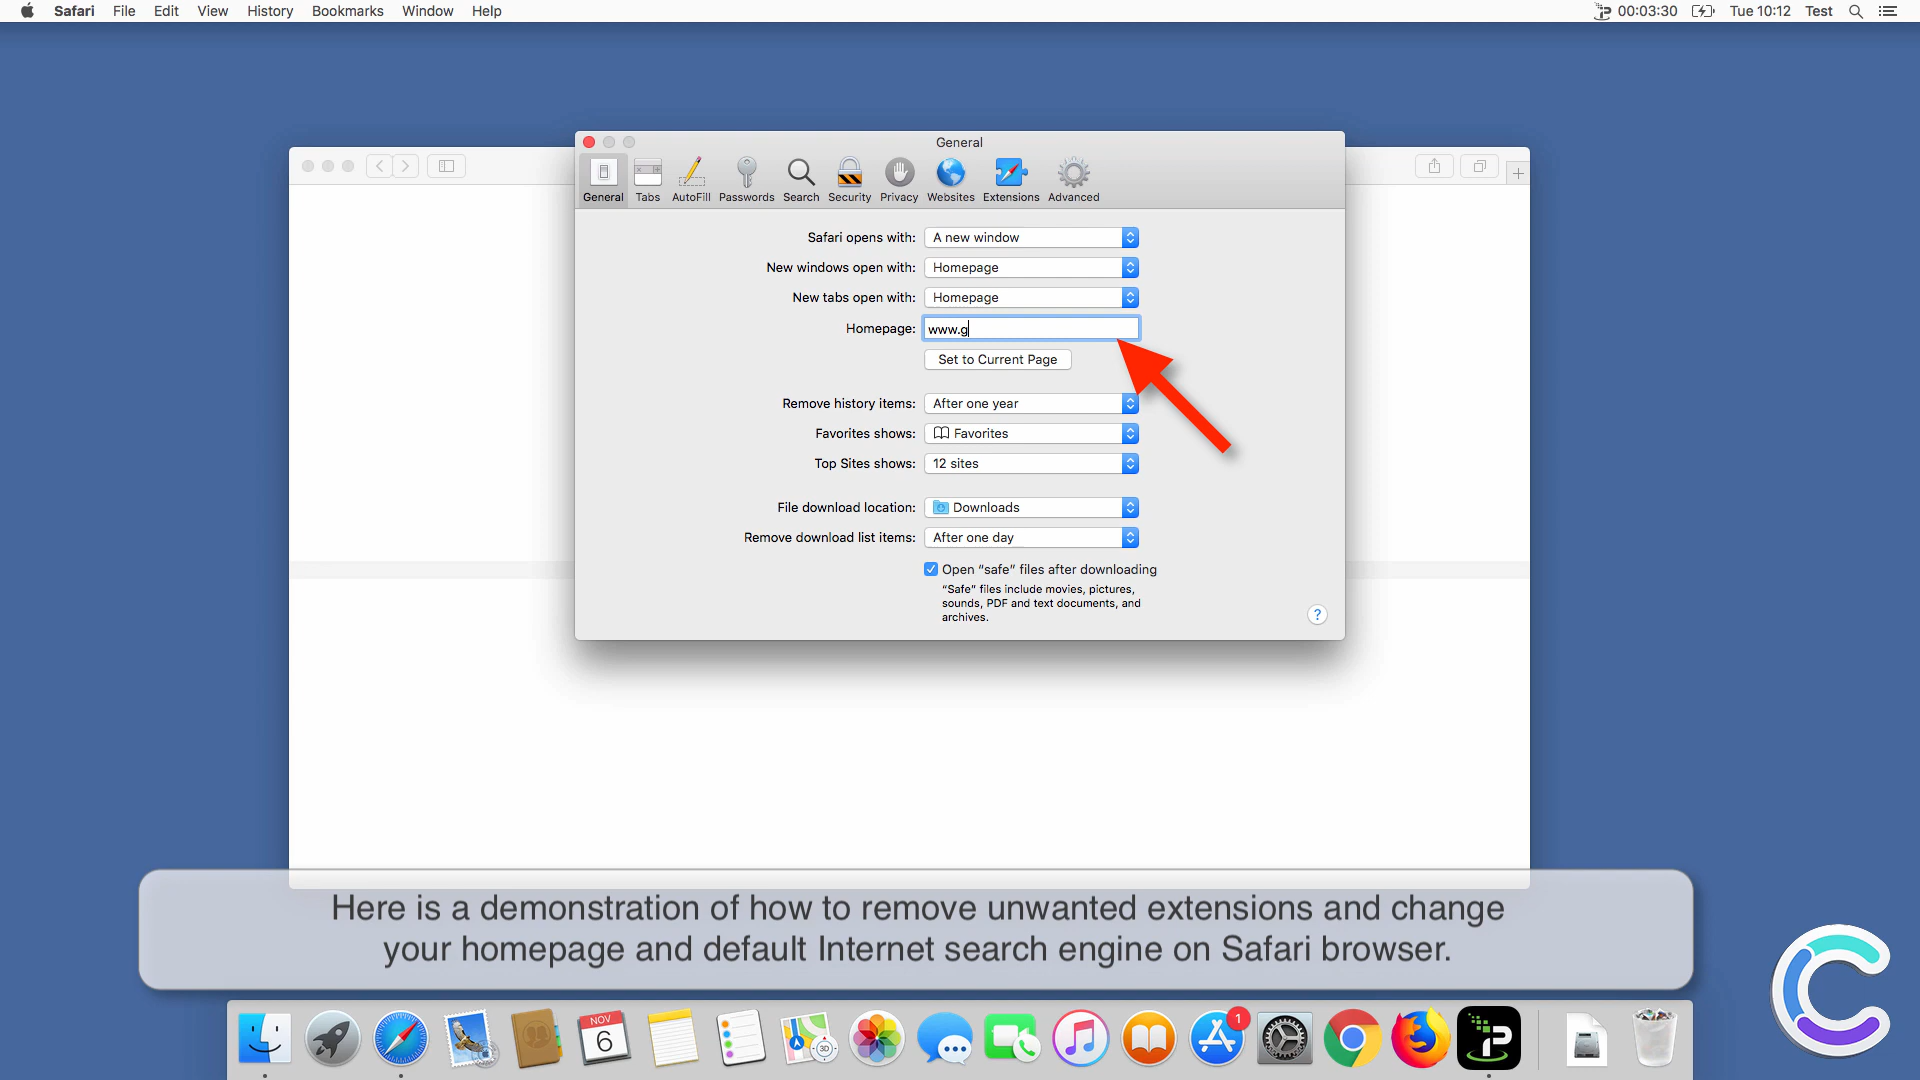 Safari File Edit View History Bookmarks Window Help 00:03:30 Tue 10:12 Test
General
General Tabs AutoFill Passwords Search Security Privacy Websites Extensions Advanced
Safari opens with: A new window
New windows open with: Homepage
New tabs open with: Homepage
Homepage: www.g
Set to Current Page
Remove history items: After one year
Favorites shows: Favorites
Top Sites shows: 12 sites
File download location: Downloads
Remove download list items: After one day
Open “safe” files after downloading
“Safe” files include movies, pictures,
sounds, PDF and text documents, and
archives.
?
Here is a demonstration of how to remove unwanted extensions and change
your homepage and default Internet search engine on Safari browser.
NOV
6
3D
1